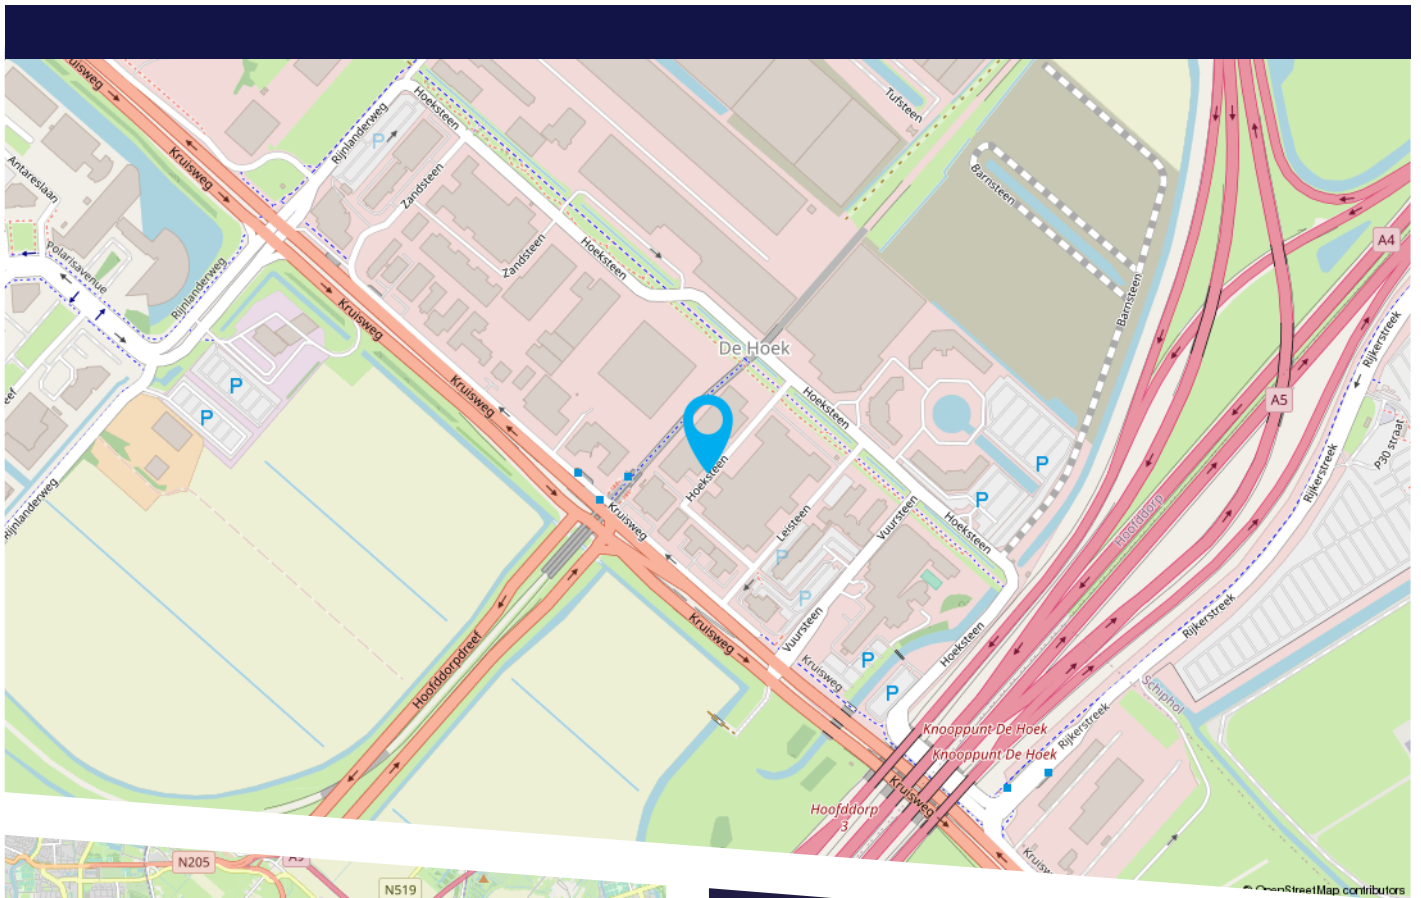 Kruisweg
Hoeksteen
Tufsteen
Rijnlanderweg
P
Kruisweg
Antareslaan
Zandsteen
Barnsteen
A4
Polarisavenue
Zandsteen
Hoeksteen
Rijnlanderweg
Barnsteen
Kruisweg
Rijkerstreek
De Hoek
P
Kruisweg
Hoeksteen
A5
P
P30 straat
P
Hoeksteen
Rijkerstreek
P
Rijnlanderweg
Kruisweg
Leisteen
Vuursteen
Hoeksteen
Hoofddorp
P
P
Kruisweg
Vuursteen
Rijkerstreek
Hoofddorpdreef
Hoeksteen
P
Kruisweg
P
Schiphol
Knooppunt De Hoek
Rijkerstreek
Knooppunt De Hoek
Kruisweg
Hoofddorp
3
N205
A5
Kruisw
N519
© OpenStreetMap contributors